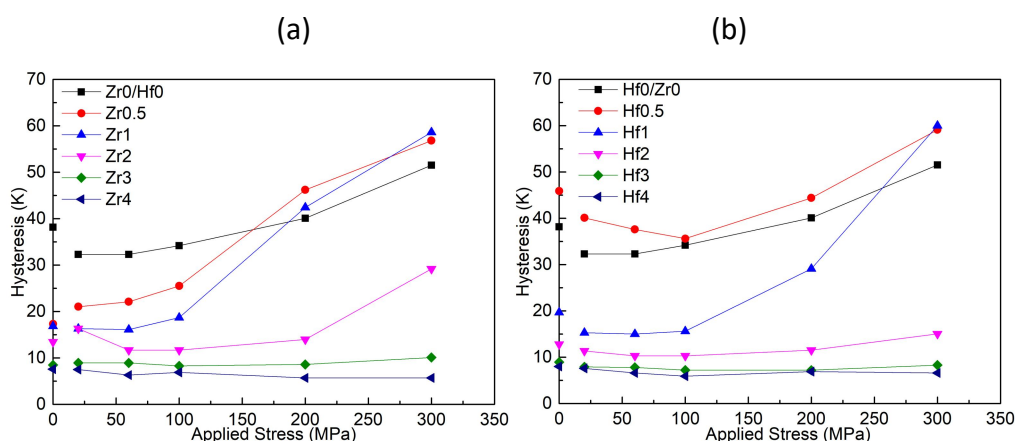 (a)
(b)
70
60
50
40
30
20
10
0
Hysteresis (K)
Zr0/Hf0
Zr0.5
Zr1
Zr2
Zr3
Zr4
0 50 100 150 200 250 300 350
Applied Stress (MPa)
70
60
50
40
30
20
10
0
Hysteresis (K)
Hf0/Zr0
Hf0.5
Hf1
Hf2
Hf3
Hf4
0 50 100 150 200 250 300 350
Applied Stress (MPa)